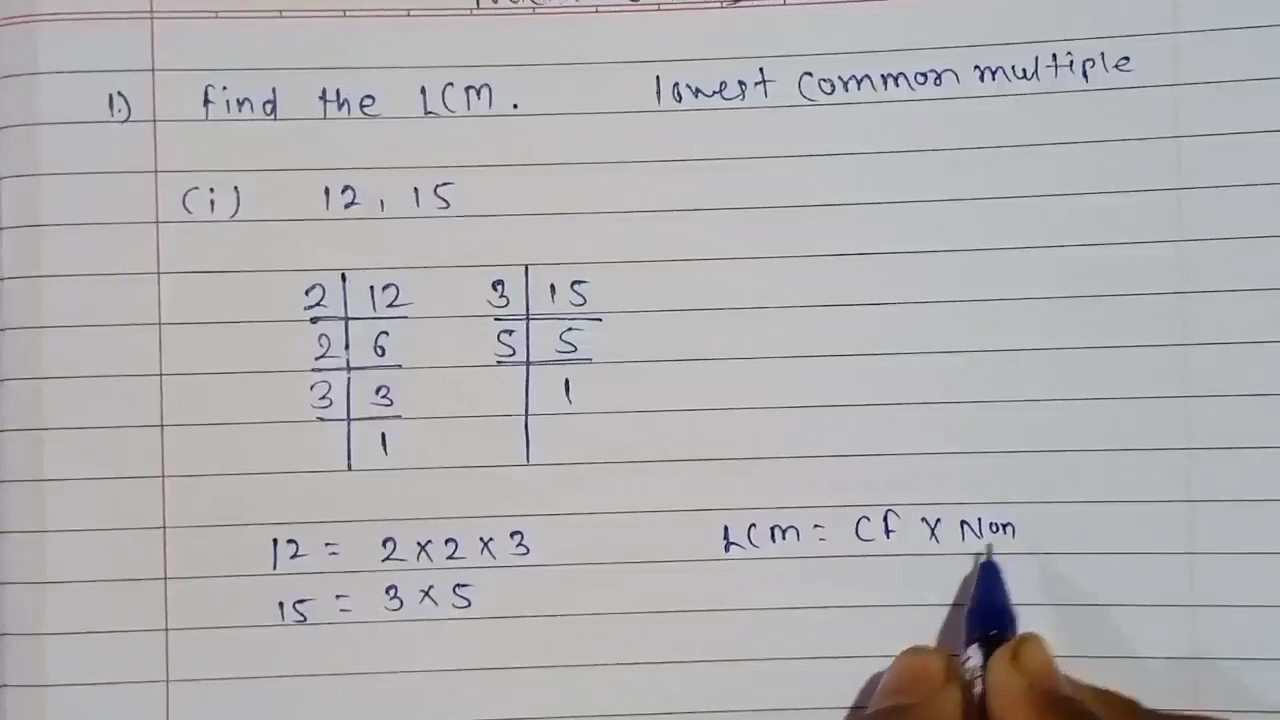 1.) Find the LCM. lowest common multiple
(i) 12, 15
2 | 12 3 | 15
2 | 6 5 | 5
3 | 3 | 1
| 1
12 = 2 × 2 × 3 LCM = CF × Non
15 = 3 × 5